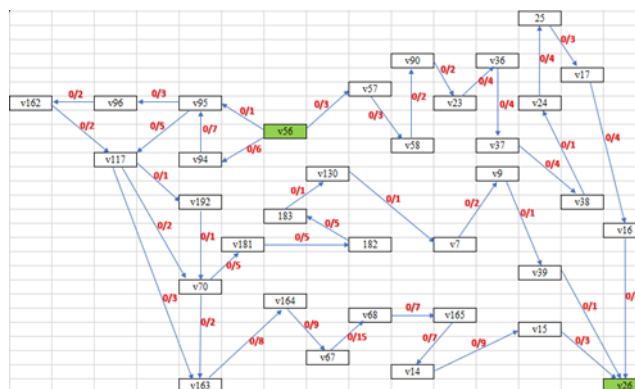 25
0/3
v90
v36
v17
0/2
0/4
0/4
v57
0/2
0/3
v162
v96
v95
0/1
0/3
v23
0/4
v24
0/2
0/3
0/2
0/5
0/7
v56
0/1
0/4
v117
v94
0/6
v58
v37
0/4
v130
v9
0/1
0/1
0/1
v38
v192
0/2
183
0/2
0/1
v16
0/5
0/1
v181
0/5
182
v7
0/5
v39
0/3
v70
v164
0/7
0/1
0/2
0/9
v68
v165
0/8
0/15
0/7
v15
v67
0/9
0/3
v14
v163
v26